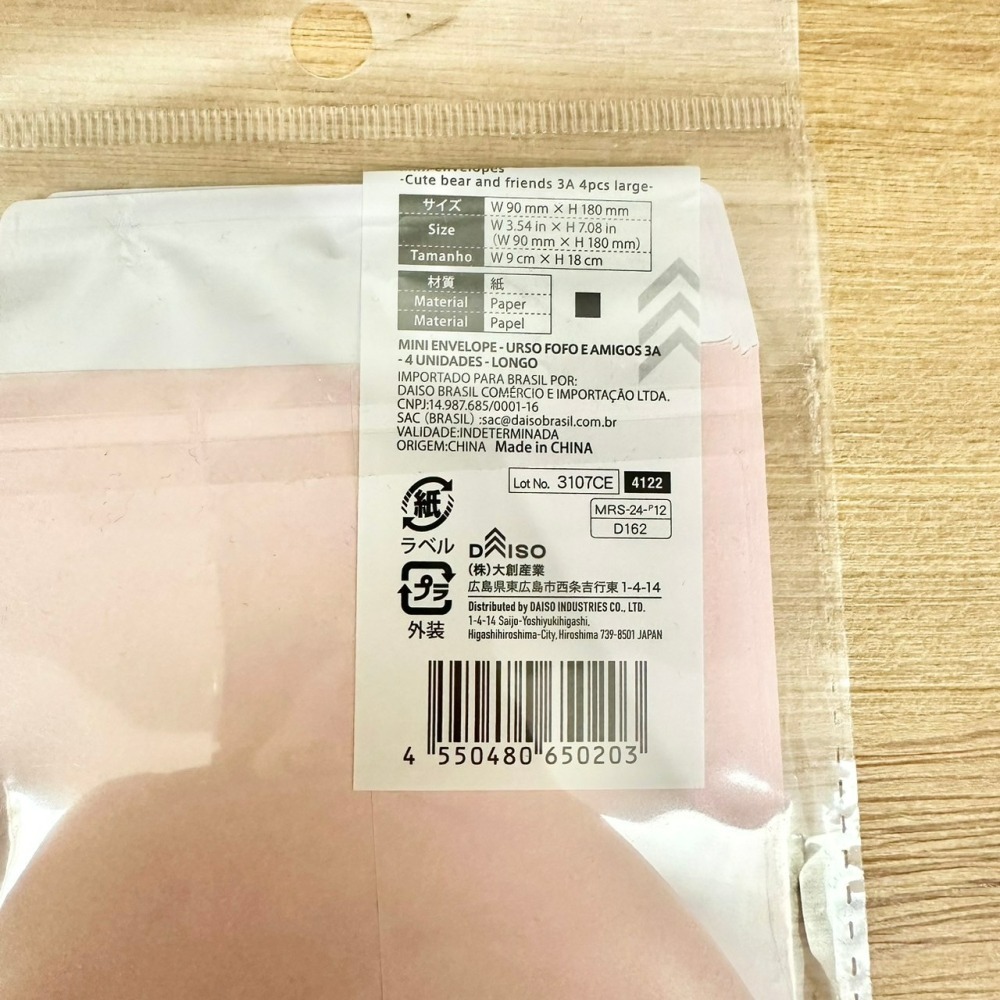 -Cute bear and friends 3A 4pcs large-
サイズ W 90 mm × H 180 mm
Size W 3.54 in × H 7.08 in
(W 90 mm × H 180 mm)
Tamanho W 9 cm × H 18 cm
材質 紙
Material Paper
Material Papel
MINI ENVELOPE - URSO FOFO E AMIGOS 3A
- 4 UNIDADES - LONGO
IMPORTADO PARA BRASIL POR:
DAISO BRASIL COMÉRCIO E IMPORTAÇÃO LTDA.
CNPJ:14.987.685/0001-16
SAC (BRASIL) :sac@daisobrasil.com.br
VALIDADE:INDETERMINADA
ORIGEM:CHINA Made in CHINA
Lot No. 3107CE 4122
MRS-24-P12
D162
紙
ラベル
DAISO
(株)大創産業
プラ
外装
広島県東広島市西条吉行東 1-4-14
Distributed by DAISO INDUSTRIES CO., LTD.
1-4-14 Saijo-Yoshiyukihigashi,
Higashihiroshima-City, Hiroshima 739-8501 JAPAN
4 550480 650203